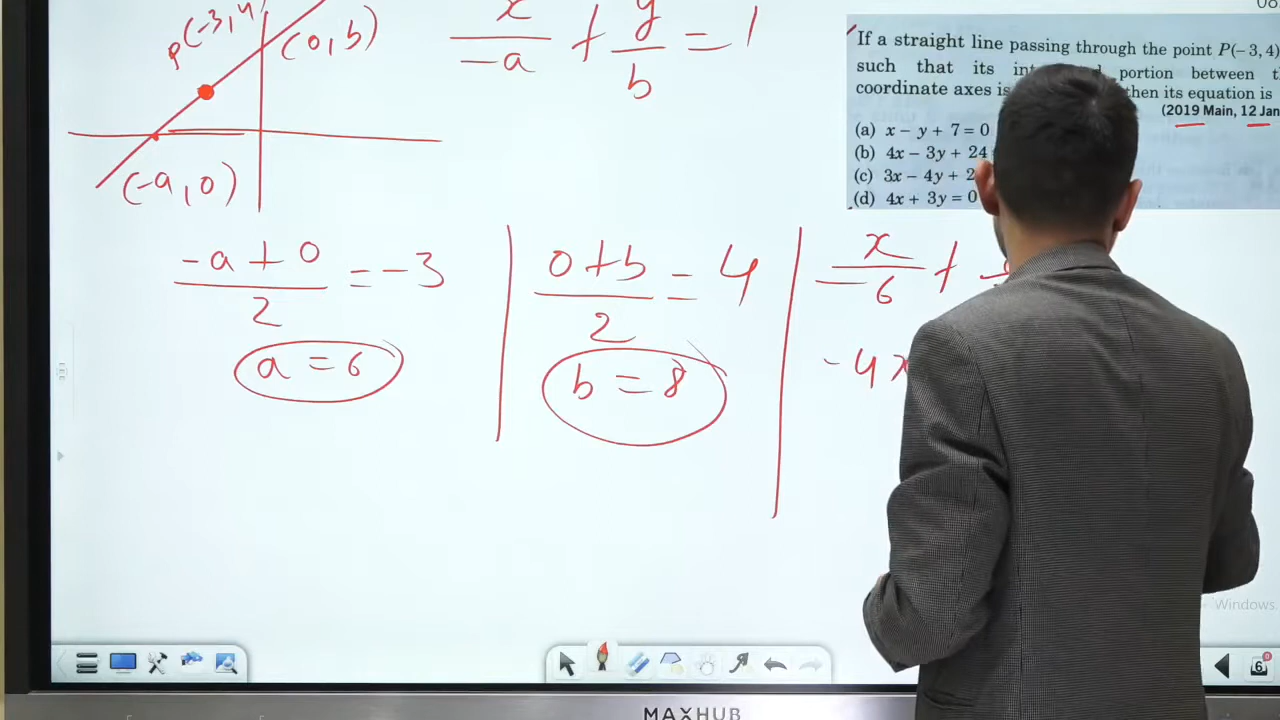 P(-3,4)
(0,b)
(-a,0)
x/-a + y/b = 1
If a straight line passing through the point P(– 3, 4)
such that its portion between
coordinate axes is then its equation is
(2019 Main, 12 Jan
(a) x – y + 7 = 0
(b) 4x – 3y + 24
(c) 3x – 4y + 2
(d) 4x + 3y = 0
-a + 0 / 2 = -3
a = 6
0 + b / 2 = 4
b = 8
x/-6 +
-4x
Windows.
6
MAXHUB